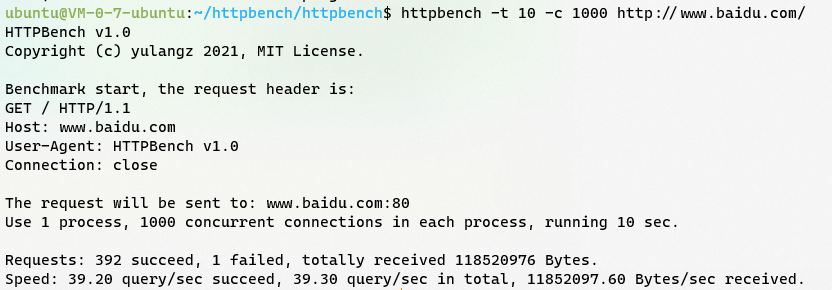 ubuntu@VM-0-7-ubuntu:~/httpbench/httpbench$ httpbench -t 10 -c 1000 http://www.baidu.com/
HTTPBench v1.0
Copyright (c) yulangz 2021, MIT License.
Benchmark start, the request header is:
GET / HTTP/1.1
Host: www.baidu.com
User-Agent: HTTPBench v1.0
Connection: close
The request will be sent to: www.baidu.com:80
Use 1 process, 1000 concurrent connections in each process, running 10 sec.
Requests: 392 succeed, 1 failed, totally received 118520976 Bytes.
Speed: 39.20 query/sec succeed, 39.30 query/sec in total, 11852097.60 Bytes/sec received.